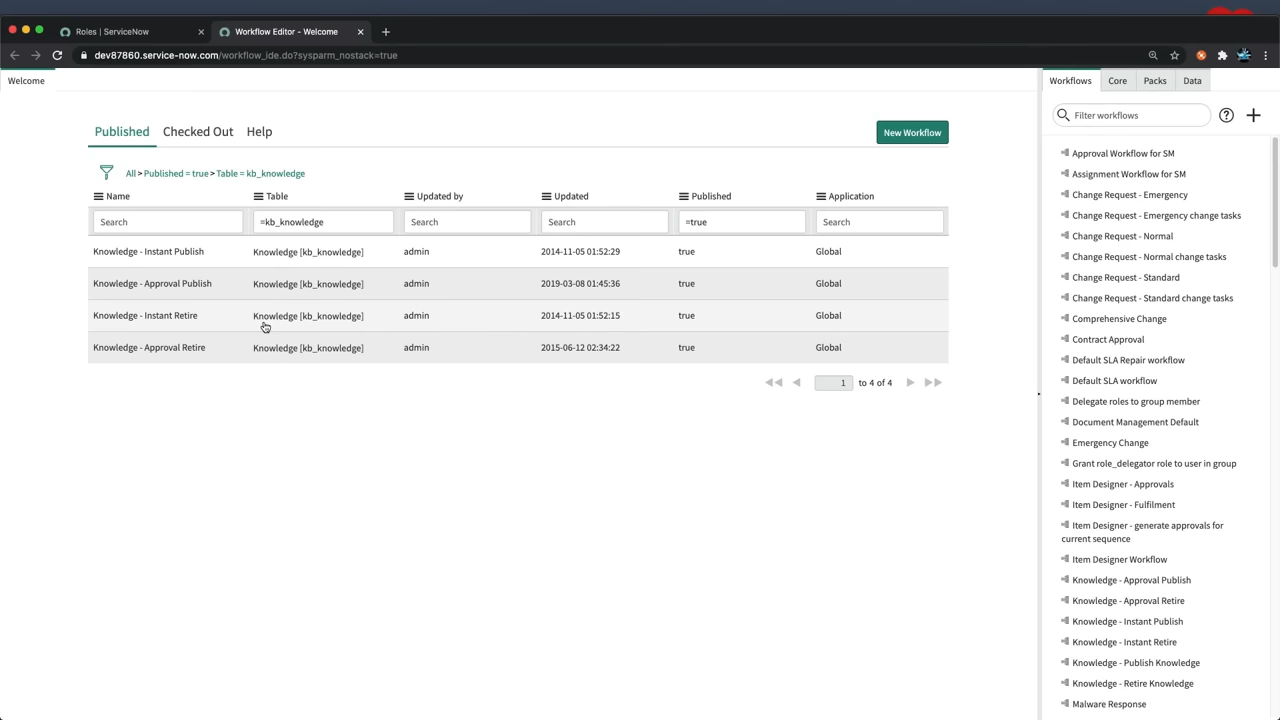 Roles | ServiceNow
Workflow Editor - Welcome
dev87860.service-now.com/workflow_ide.do?sysparm_nostack=true
Welcome
Workflows Core Packs Data
Filter workflows
Published Checked Out Help
New Workflow
All > Published = true > Table = kb_knowledge
Name Table Updated by Updated Published Application
Search =kb_knowledge Search Search =true Search
Knowledge - Instant Publish Knowledge [kb_knowledge] admin 2014-11-05 01:52:29 true Global
Knowledge - Approval Publish Knowledge [kb_knowledge] admin 2019-03-08 01:45:36 true Global
Knowledge - Instant Retire Knowledge [kb_knowledge] admin 2014-11-05 01:52:15 true Global
Knowledge - Approval Retire Knowledge [kb_knowledge] admin 2015-06-12 02:34:22 true Global
1 to 4 of 4
Approval Workflow for SM
Assignment Workflow for SM
Change Request - Emergency
Change Request - Emergency change tasks
Change Request - Normal
Change Request - Normal change tasks
Change Request - Standard
Change Request - Standard change tasks
Comprehensive Change
Contract Approval
Default SLA Repair workflow
Default SLA workflow
Delegate roles to group member
Document Management Default
Emergency Change
Grant role_delegator role to user in group
Item Designer - Approvals
Item Designer - Fulfilment
Item Designer - generate approvals for
current sequence
Item Designer Workflow
Knowledge - Approval Publish
Knowledge - Approval Retire
Knowledge - Instant Publish
Knowledge - Instant Retire
Knowledge - Publish Knowledge
Knowledge - Retire Knowledge
Malware Response